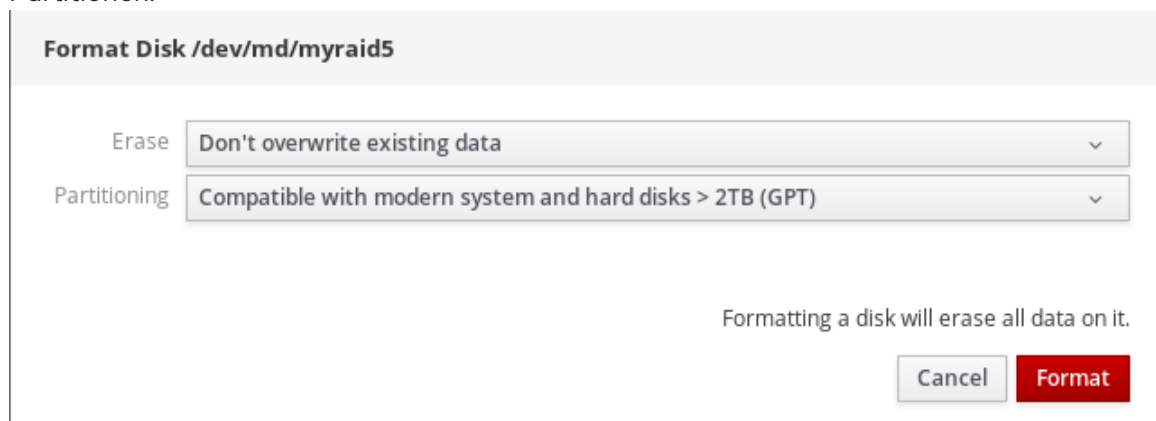 Format Disk /dev/md/myraid5
Erase Don't overwrite existing data
Partitioning Compatible with modern system and hard disks > 2TB (GPT)
Formatting a disk will erase all data on it.
Cancel Format